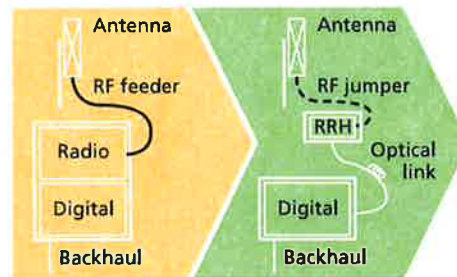 Antenna
RF feeder
Radio
Digital
Backhaul
Antenna
RF jumper
RRH
Optical
link
Digital
Backhaul